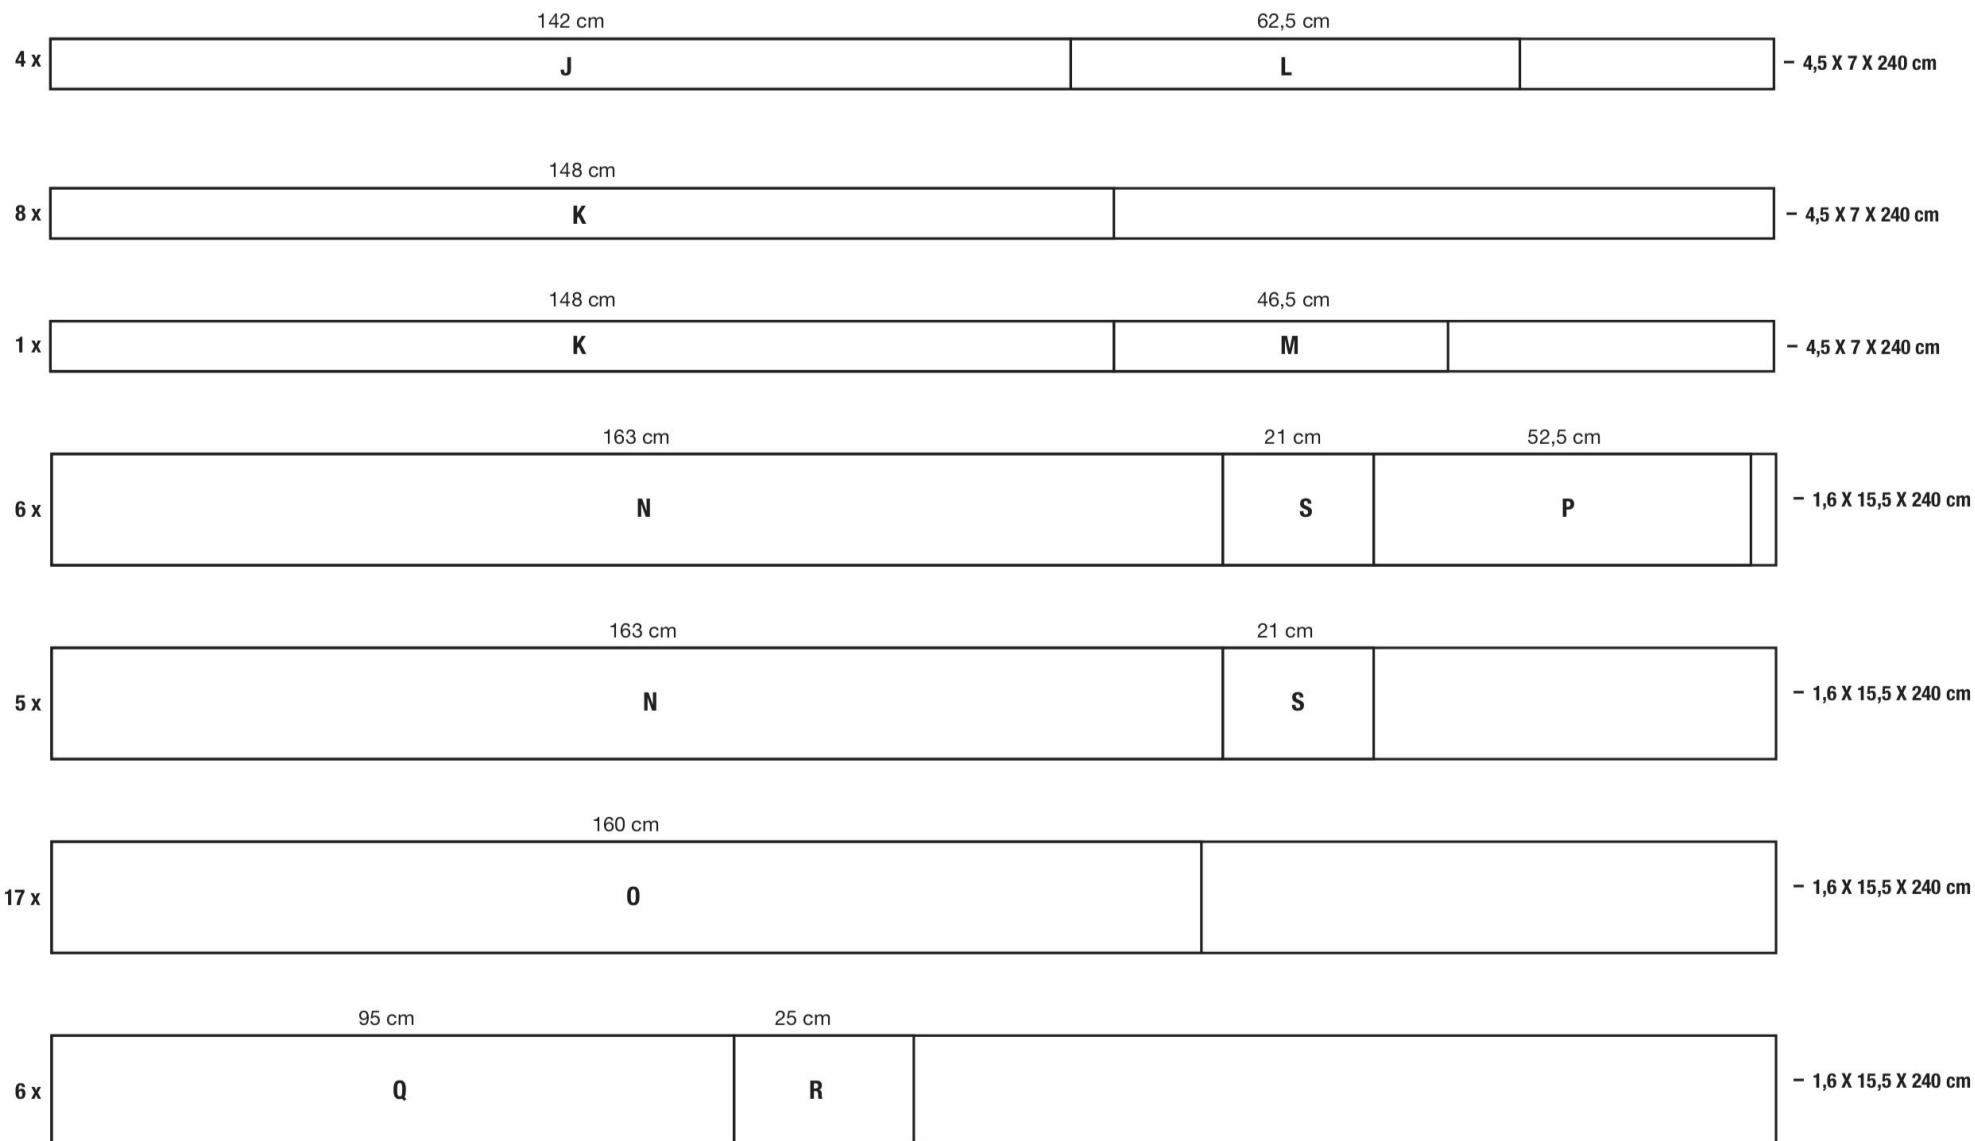 142 cm 62,5 cm
4 x J L – 4,5 X 7 X 240 cm
148 cm
8 x K – 4,5 X 7 X 240 cm
148 cm 46,5 cm
1 x K M – 4,5 X 7 X 240 cm
163 cm 21 cm 52,5 cm
6 x N S P – 1,6 X 15,5 X 240 cm
163 cm 21 cm
5 x N S – 1,6 X 15,5 X 240 cm
160 cm
17 x O – 1,6 X 15,5 X 240 cm
95 cm 25 cm
6 x Q R – 1,6 X 15,5 X 240 cm